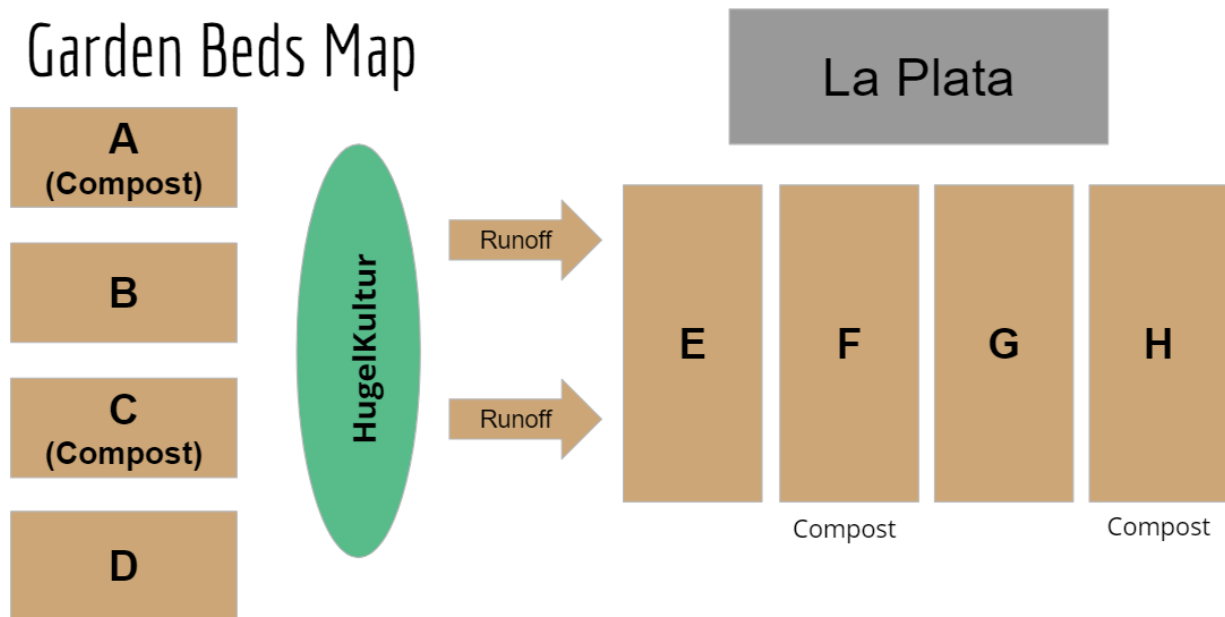 Garden Beds Map
La Plata
A
(Compost)
B
C
(Compost)
D
HugelKultur
Runoff
Runoff
E
F
G
H
Compost
Compost